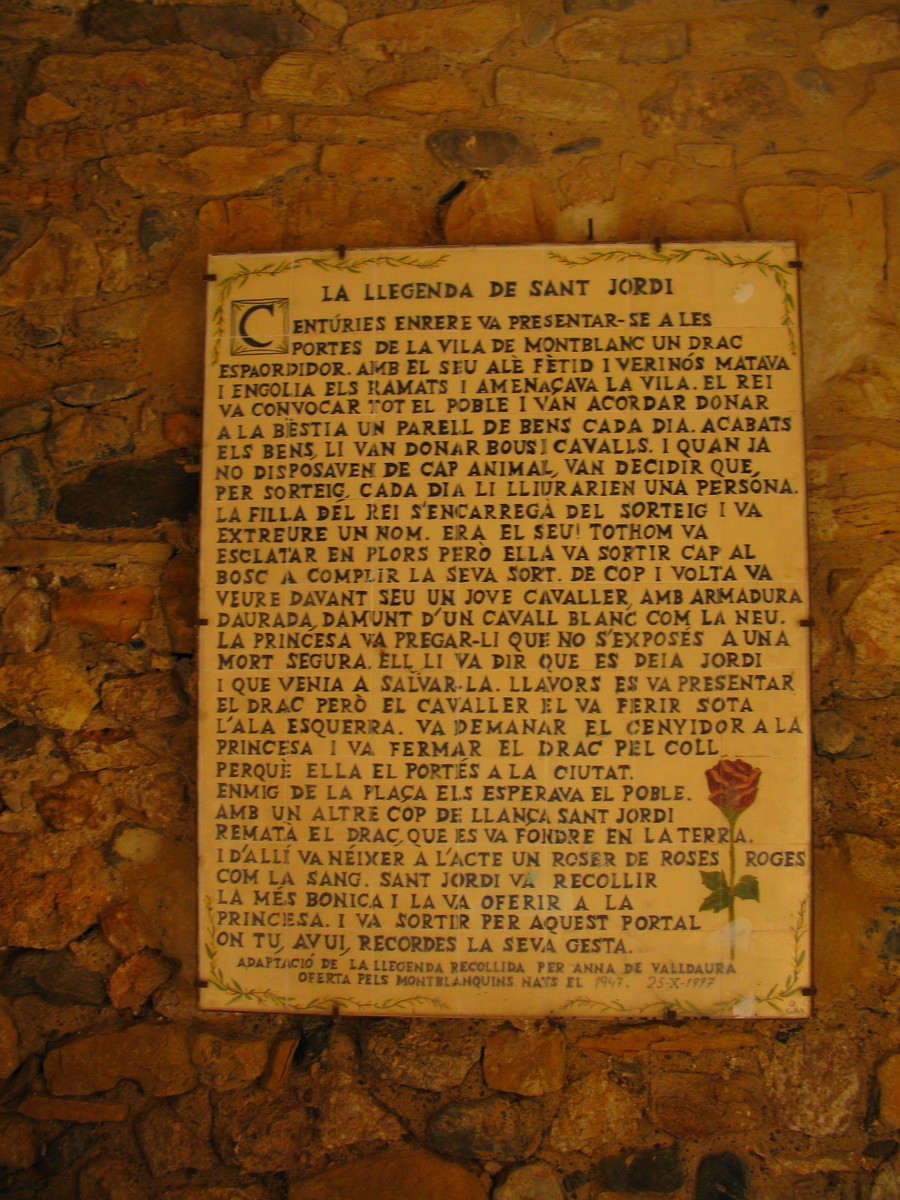 LA LLEGENDA DE SANT JORDI
CENTÚRIES ENRERE VA PRESENTAR-SE A LES
PORTES DE LA VILA DE MONTBLANC UN DRAC
ESPAORDIDOR. AMB EL SEU ALÈ FÈTID I VERINÓS MATAVA
I ENGOLIA ELS RAMATS I AMENAÇAVA LA VILA. EL REI
VA CONVOCAR TOT EL POBLE I VAN ACORDAR DONAR
A LA BÈSTIA UN PARELL DE BENS CADA DIA. ACABATS
ELS BENS, LI VAN DONAR BOUS I CAVALLS. I QUAN JA
NO DISPOSAVEN DE CAP ANIMAL, VAN DECIDIR QUE,
PER SORTEIG, CADA DIA LI LLIURARIEN UNA PERSONA.
LA FILLA DEL REI S'ENCARREGÀ DEL SORTEIG I VA
EXTREURE UN NOM. ERA EL SEU! TOTHOM VA
ESCLATAR EN PLORS PERÒ ELLA VA SORTIR CAP AL
BOSC A COMPLIR LA SEVA SORT. DE COP I VOLTA VA
VEURE DAVANT SEU UN JOVE CAVALLER, AMB ARMADURA
DAURADA, DAMUNT D'UN CAVALL BLANC COM LA NEU.
LA PRINCESA VA PREGAR-LI QUE NO S'EXPOSÉS A UNA
MORT SEGURA. ELL LI VA DIR QUE ES DEIA JORDI
I QUE VENIA A SALVAR-LA. LLAVORS ES VA PRESENTAR
EL DRAC PERÒ EL CAVALLER EL VA FERIR SOTA
L'ALA ESQUERRA. VA DEMANAR EL CENYIDOR A LA
PRINCESA I VA FERMAR EL DRAC PEL COLL
PERQUÈ ELLA EL PORTÉS A LA CIUTAT.
ENMIG DE LA PLAÇA ELS ESPERAVA EL POBLE.
AMB UN ALTRE COP DE LLANÇA SANT JORDI
REMATÀ EL DRAC, QUE ES VA FONDRE EN LA TERRA.
I D'ALLÍ VA NÉIXER A L'ACTE UN ROSER DE ROSES ROGES
COM LA SANG. SANT JORDI VA RECOLLIR
LA MÉS BONICA I LA VA OFERIR A LA
PRINCESA. I VA SORTIR PER AQUEST PORTAL
ON TU, AVUI, RECORDES LA SEVA GESTA.
ADAPTACIÓ DE LA LLEGENDA RECOLLIDA PER ANNA DE VALLDAURA
OFERTA PELS MONTBLANQUINS NATS EL 1947. 25-X-1997